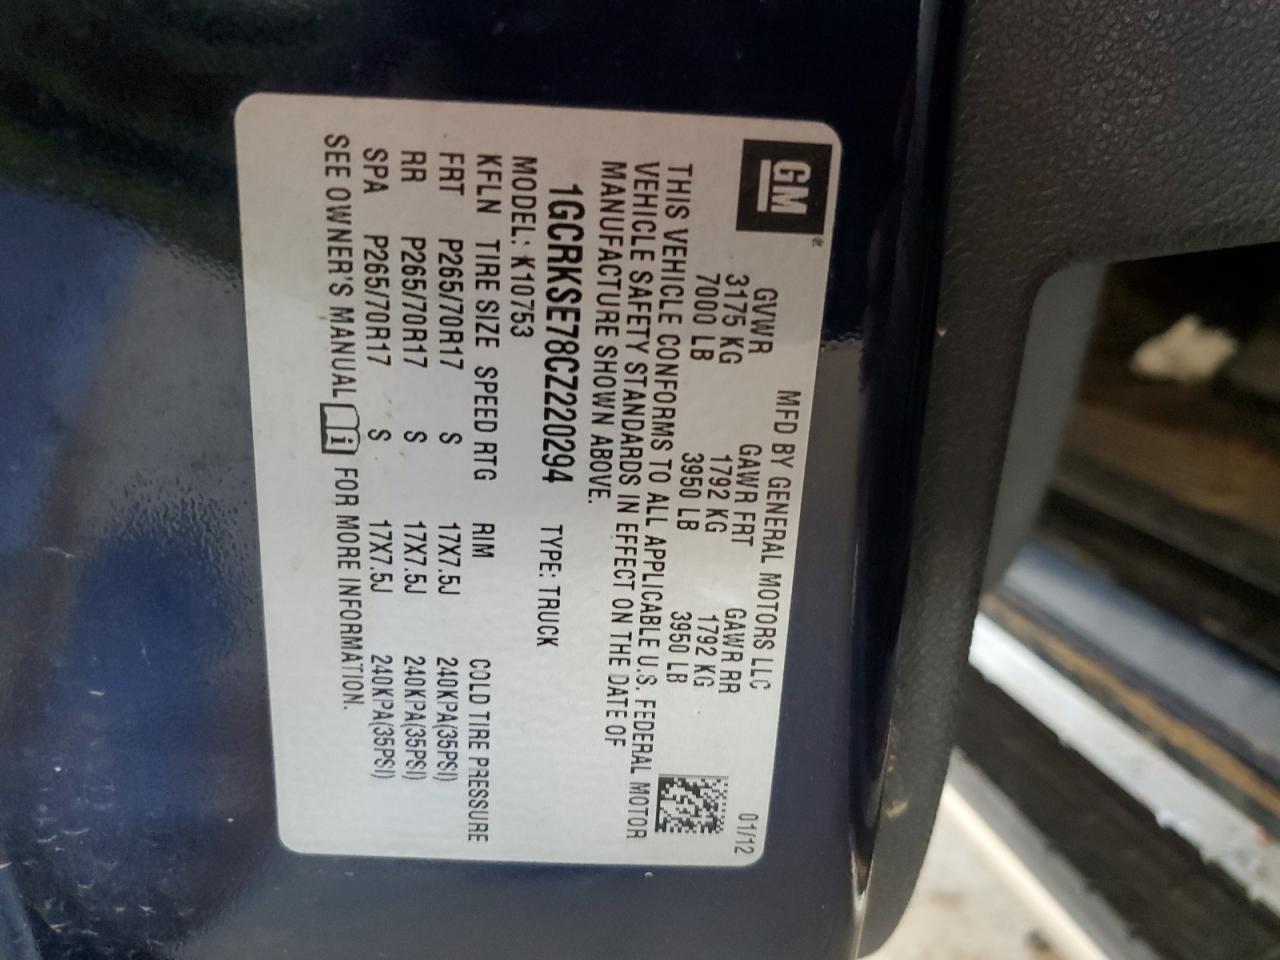 GM®
MFD BY GENERAL MOTORS LLC 01/12
GVWR GAWR FRT GAWR RR
3175 KG 1792 KG 1792 KG
7000 LB 3950 LB 3950 LB
THIS VEHICLE CONFORMS TO ALL APPLICABLE U.S. FEDERAL MOTOR
VEHICLE SAFETY STANDARDS IN EFFECT ON THE DATE OF
MANUFACTURE SHOWN ABOVE.
1GCRKSE78CZ220294 TYPE: TRUCK
MODEL: K10753
KFLN TIRE SIZE SPEED RTG RIM COLD TIRE PRESSURE
FRT P265/70R17 S 17X7.5J 240KPA(35PSI)
RR P265/70R17 S 17X7.5J 240KPA(35PSI)
SPA P265/70R17 S 17X7.5J 240KPA(35PSI)
SEE OWNER'S MANUAL i FOR MORE INFORMATION.